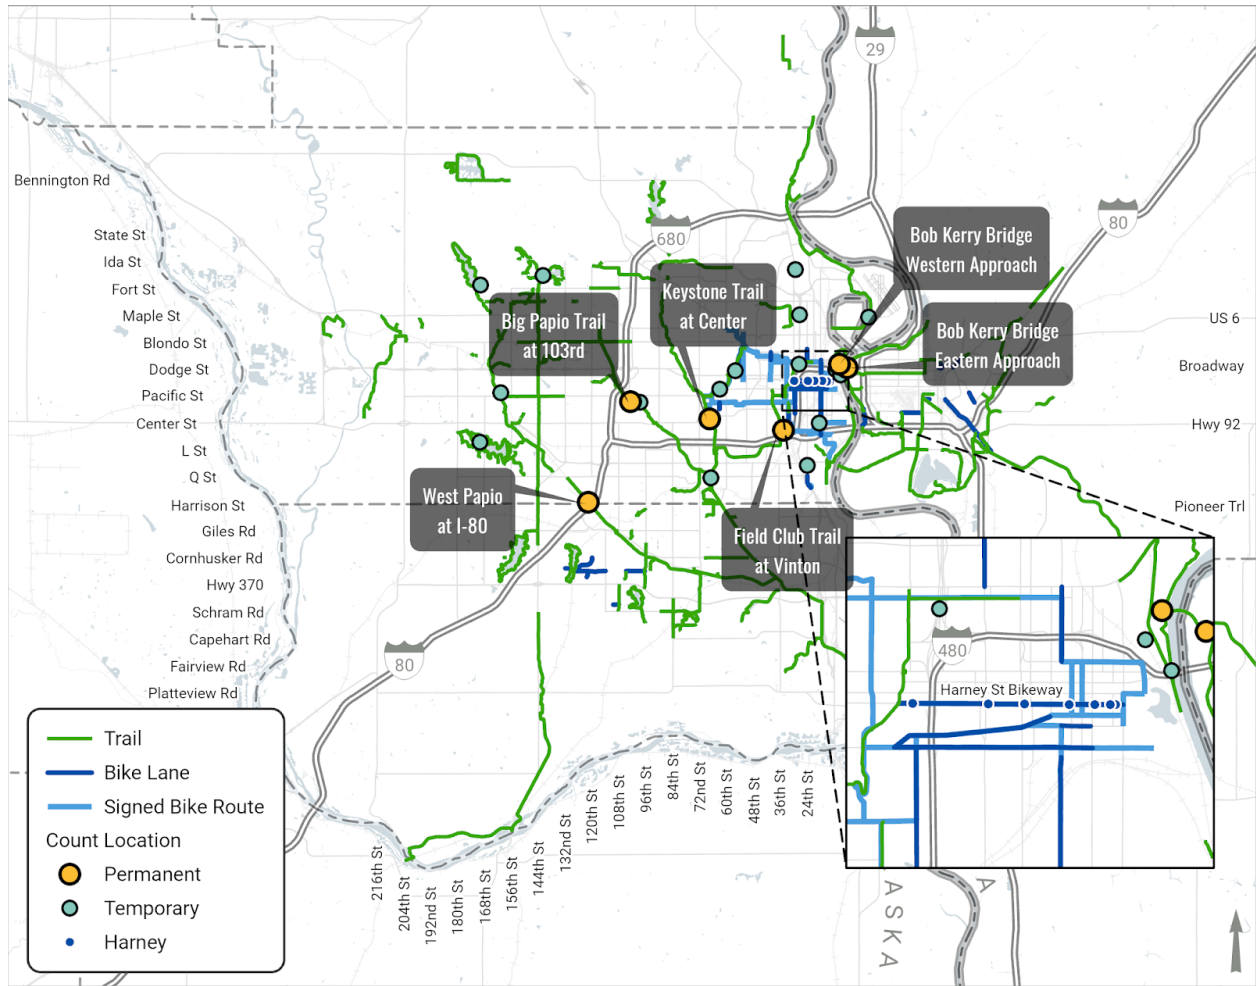 29
Bennington Rd
80
680
State St
Ida St
Fort St
Maple St
Blondo St
Dodge St
Pacific St
Center St
L St
Q St
Harrison St
Giles Rd
Cornhusker Rd
Hwy 370
Schram Rd
Capehart Rd
Fairview Rd
Platteview Rd
Bob Kerry Bridge
Western Approach
Keystone Trail
at Center
Big Papio Trail
at 103rd
Bob Kerry Bridge
Eastern Approach
US 6
Broadway
Hwy 92
Pioneer Trl
West Papio
at I-80
Field Club Trail
at Vinton
80
480
Harney St Bikeway
Trail
Bike Lane
Signed Bike Route
Count Location
Permanent
Temporary
Harney
216th St
204th St
192nd St
180th St
168th St
156th St
144th St
132nd St
120th St
108th St
96th St
84th St
72nd St
60th St
48th St
36th St
24th St
ASKA
A